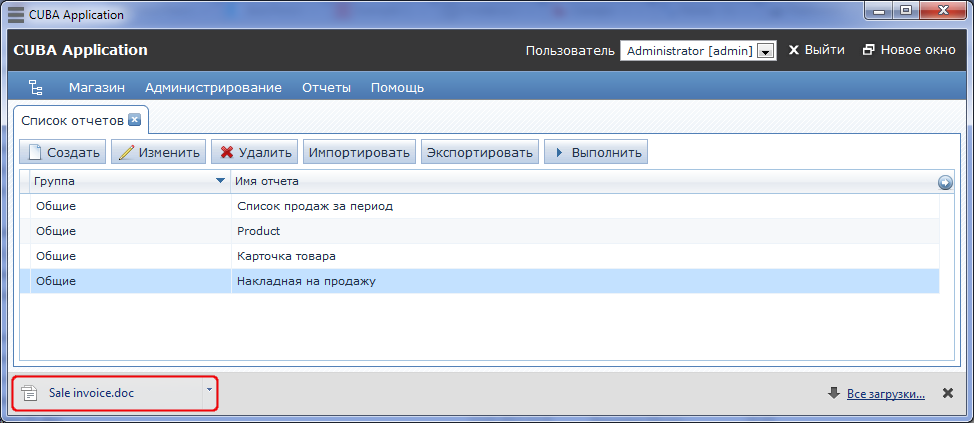 CUBA Application
CUBA Application Пользователь Administrator [admin] Выйти Новое окно
Магазин Администрирование Отчеты Помощь
Список отчетов
Создать Изменить Удалить Импортировать Экспортировать Выполнить
Группа Имя отчета
Общие Список продаж за период
Общие Product
Общие Карточка товара
Общие Накладная на продажу
Sale invoice.doc Все загрузки...